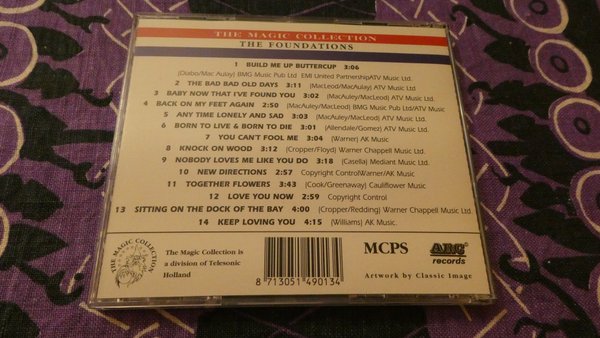 THE MAGIC COLLECTION
THE FOUNDATIONS
1 BUILD ME UP BUTTERCUP 3:06
(Diabo/Mac Aulay) BMG Music Pub Ltd EMI United PartnershipATV Music Ltd.
2 THE BAD BAD OLD DAYS 3:11 (MacLeod/MacAulay) ATV Music Ltd
3 BABY NOW THAT I'VE FOUND YOU 3:02 (MacAuley/MacLeod) ATV Music Ltd.
4 BACK ON MY FEET AGAIN 2:50 (MacAuley/MacLeod) BMG Music Pub Ltd/ATV Music Ltd
5 ANY TIME LONELY AND SAD 3:03 (MacAuley/MacLeod) ATV Music Ltd.
6 BORN TO LIVE & BORN TO DIE 3:01 (Allendale/Gomez) ATV Music Ltd.
7 YOU CAN'T FOOL ME 3:04 (Warner) AK Music
8 KNOCK ON WOOD 3:12 (Cropper/Floyd) Warner Chappell Music Ltd.
9 NOBODY LOVES ME LIKE YOU DO 3:18 (Casella) Mediant Music Ltd.
10 NEW DIRECTIONS 2:57 Copyright ControlWarner/AK Music
11 TOGETHER FLOWERS 3:43 (Cook/Greenaway) Cauliflower Music
12 LOVE YOU NOW 2:59 Copyright Control
13 SITTING ON THE DOCK OF THE BAY 4:00 (Cropper/Redding) Warner Chappell Music Ltd.
14 KEEP LOVING YOU 4:15 (Williams) AK Music.
THE MAGIC COLLECTION
The Magic Collection is
a division of Telesonic
Holland
8 713051 490134
MCPS
ARC
records
Artwork by Classic Image